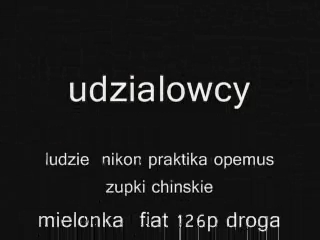 udzialowcy
ludzie nikon praktika opemus
zupki chinskie
mielonka fiat 126p droga